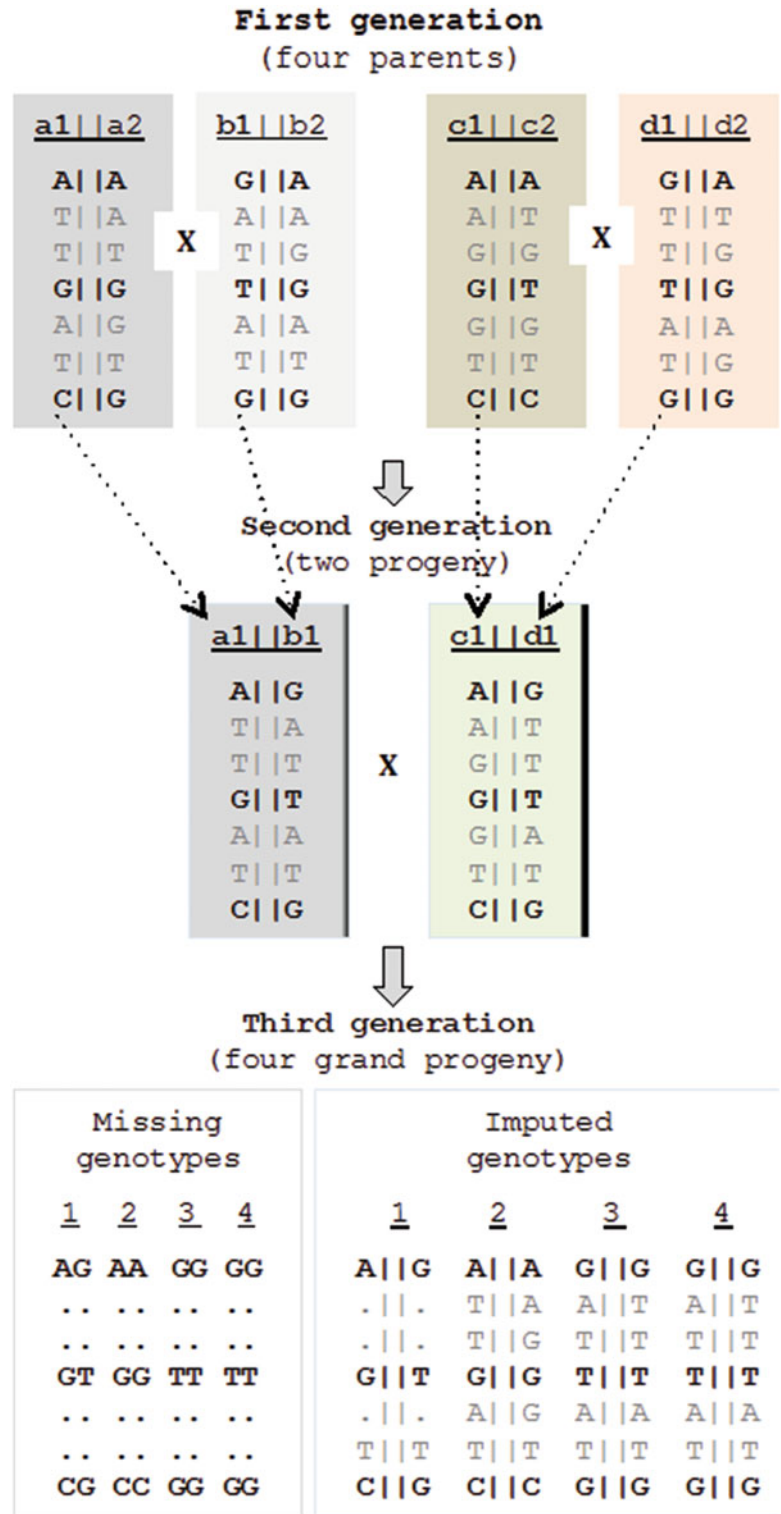 First generation
(four parents)
a1||a2 b1||b2 c1||c2 d1||d2
A||A G||A A||A G||A
T||A A||A A||T T||T
T||T T||G G||G T||G
G||G T||G G||T T||G
A||G A||A G||G A||A
T||T T||T T||T T||G
C||G G||G C||C G||G
X X
Second generation
(two progeny)
a1||b1 c1||d1
A||G A||G
T||A A||T
T||T G||T
G||T G||T
A||A G||A
T||T T||T
C||G C||G
X
Third generation
(four grand progeny)
Missing
genotypes
1 2 3 4
AG AA GG GG
.. .. .. ..
.. .. .. ..
GT GG TT TT
.. .. .. ..
.. .. .. ..
CG CC GG GG
Imputed
genotypes
1 2 3 4
A||G A||A G||G G||G
.||. T||A A||T A||T
.||. T||G T||T T||T
G||T G||G T||T T||T
.||. A||G A||A A||A
T||T T||T T||T T||T
C||G C||C G||G G||G